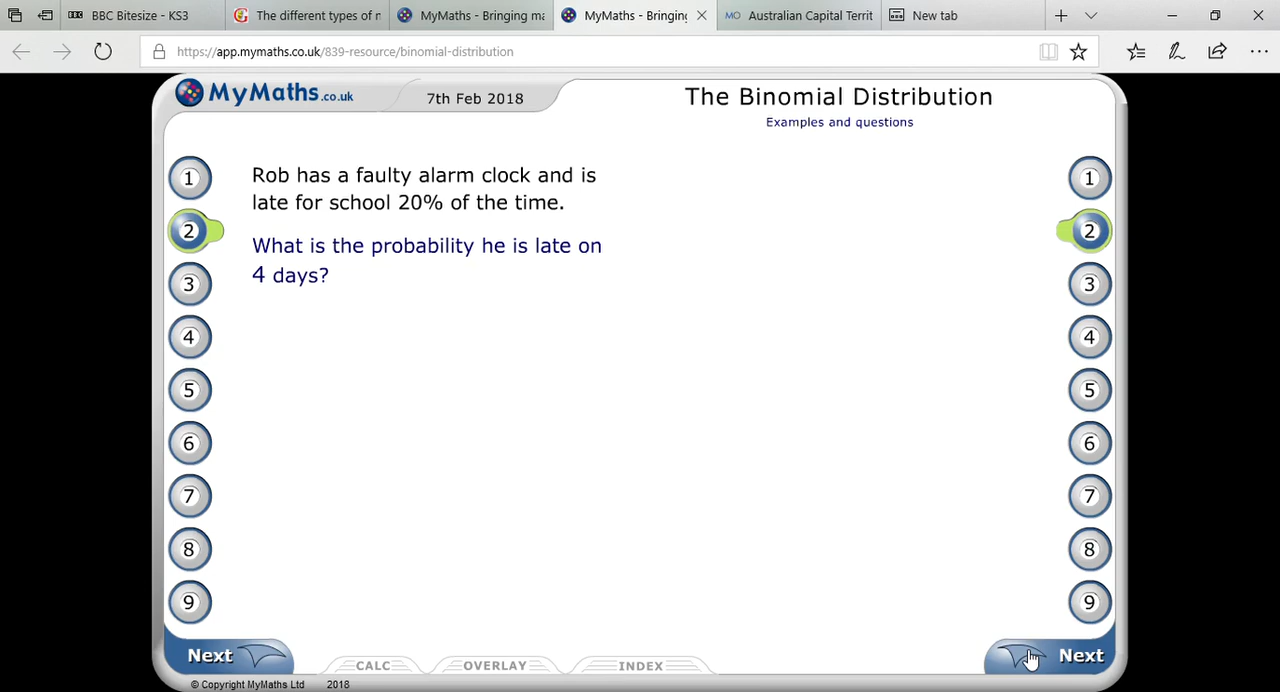 BBC Bitesize - KS3
The different types of n
MyMaths - Bringing ma
MyMaths - Bringing
MO Australian Capital Territ
New tab
https://app.mymaths.co.uk/839-resource/binomial-distribution
MyMaths.co.uk
7th Feb 2018
The Binomial Distribution
Examples and questions
Rob has a faulty alarm clock and is
late for school 20% of the time.
What is the probability he is late on
4 days?
1
2
3
4
5
6
7
8
9
1
2
3
4
5
6
7
8
9
Next
CALC
OVERLAY
INDEX
Next
© Copyright MyMaths Ltd 2018